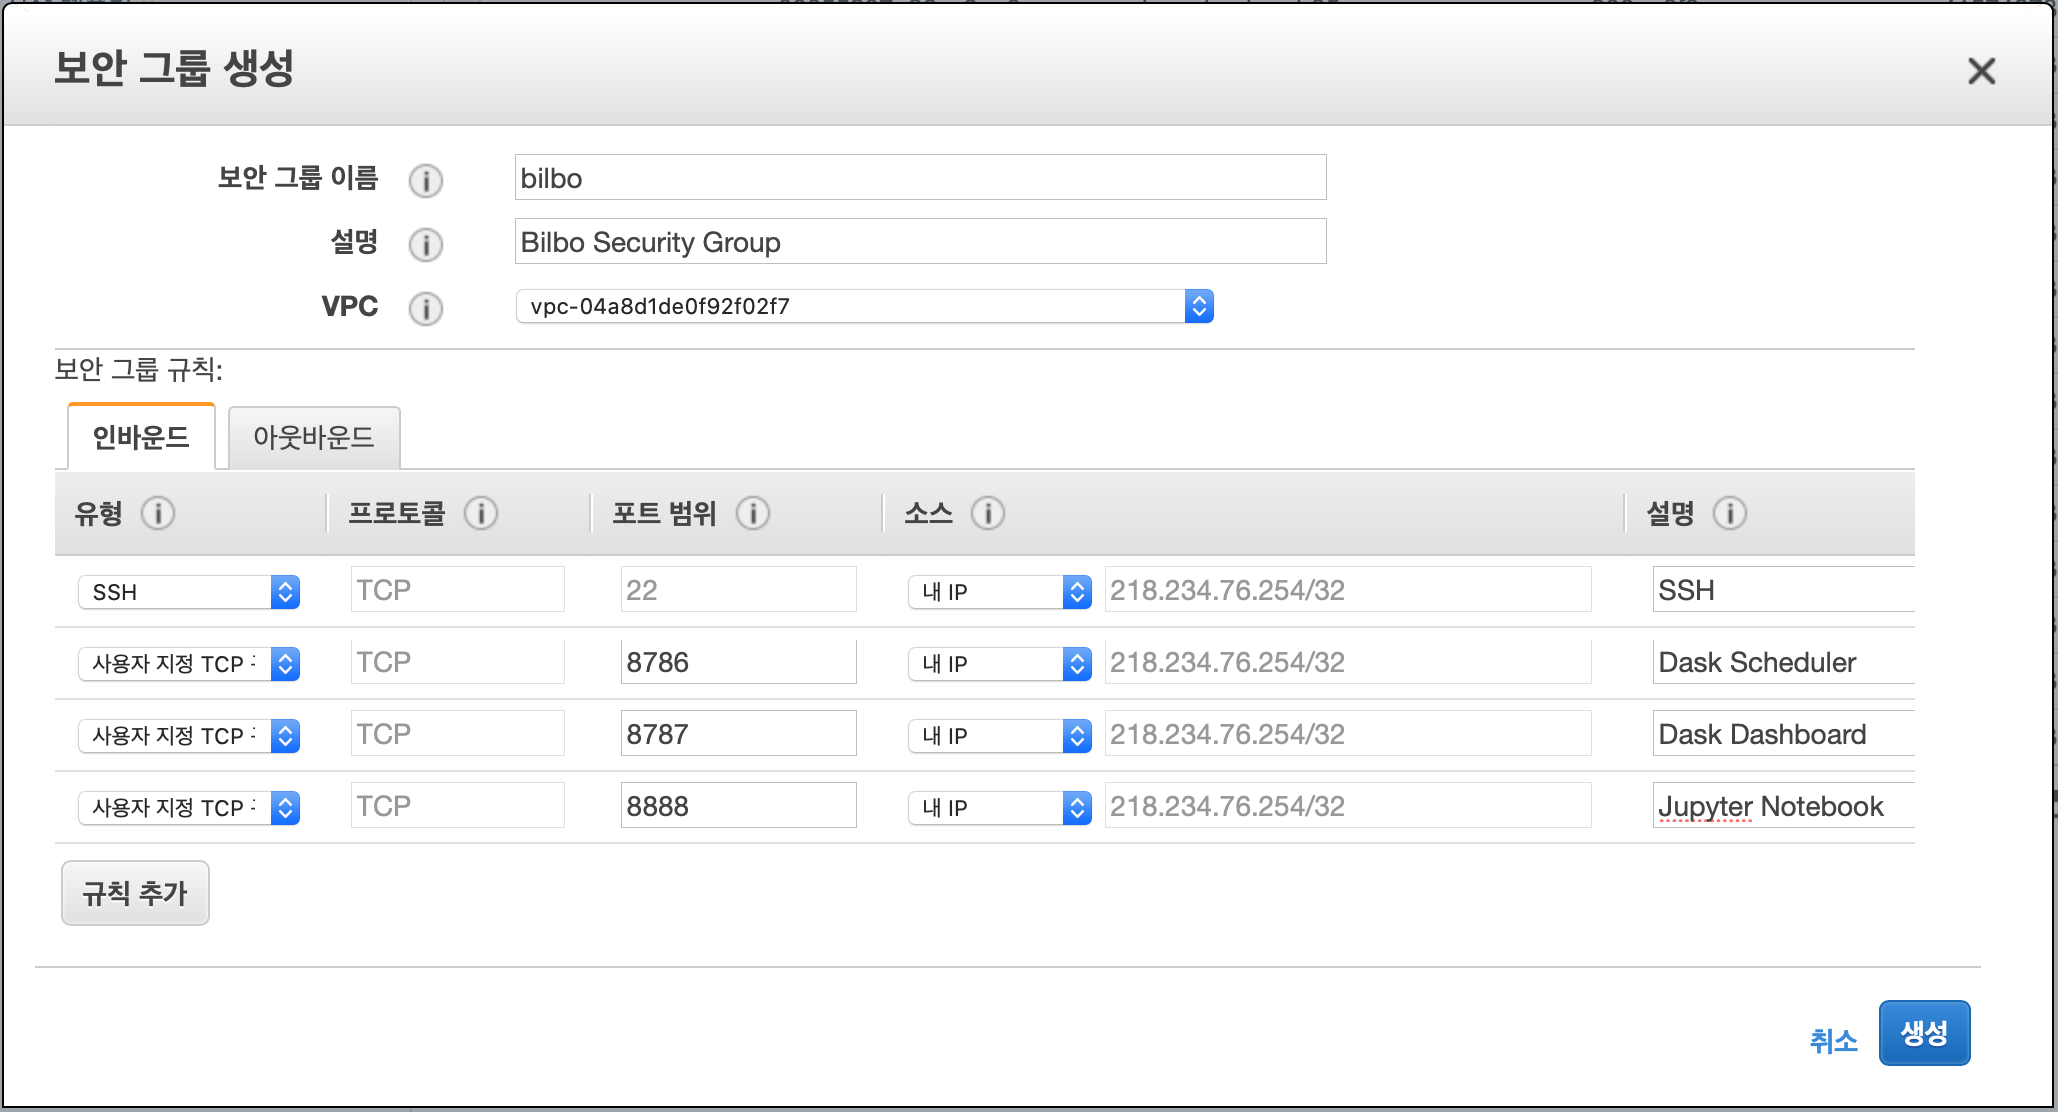 보안 그룹 생성
보안 그룹 이름 bilbo
설명 Bilbo Security Group
VPC vpc-04a8d1de0f92f02f7
보안 그룹 규칙:
인바운드 아웃바운드
유형 프로토콜 포트 범위 소스 설명
SSH TCP 22 내 IP 218.234.76.254/32 SSH
사용자 지정 TCP TCP 8786 내 IP 218.234.76.254/32 Dask Scheduler
사용자 지정 TCP TCP 8787 내 IP 218.234.76.254/32 Dask Dashboard
사용자 지정 TCP TCP 8888 내 IP 218.234.76.254/32 Jupyter Notebook
규칙 추가
취소 생성